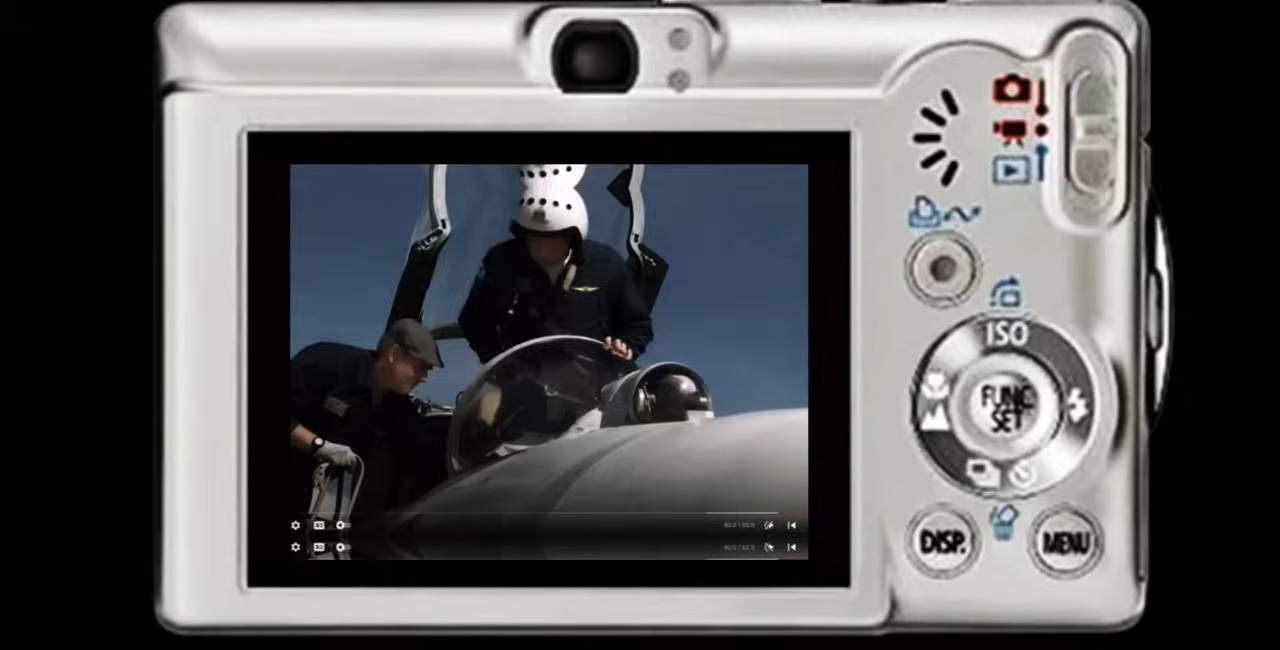 ISO
FUNC.
SET
DISP.
MENU